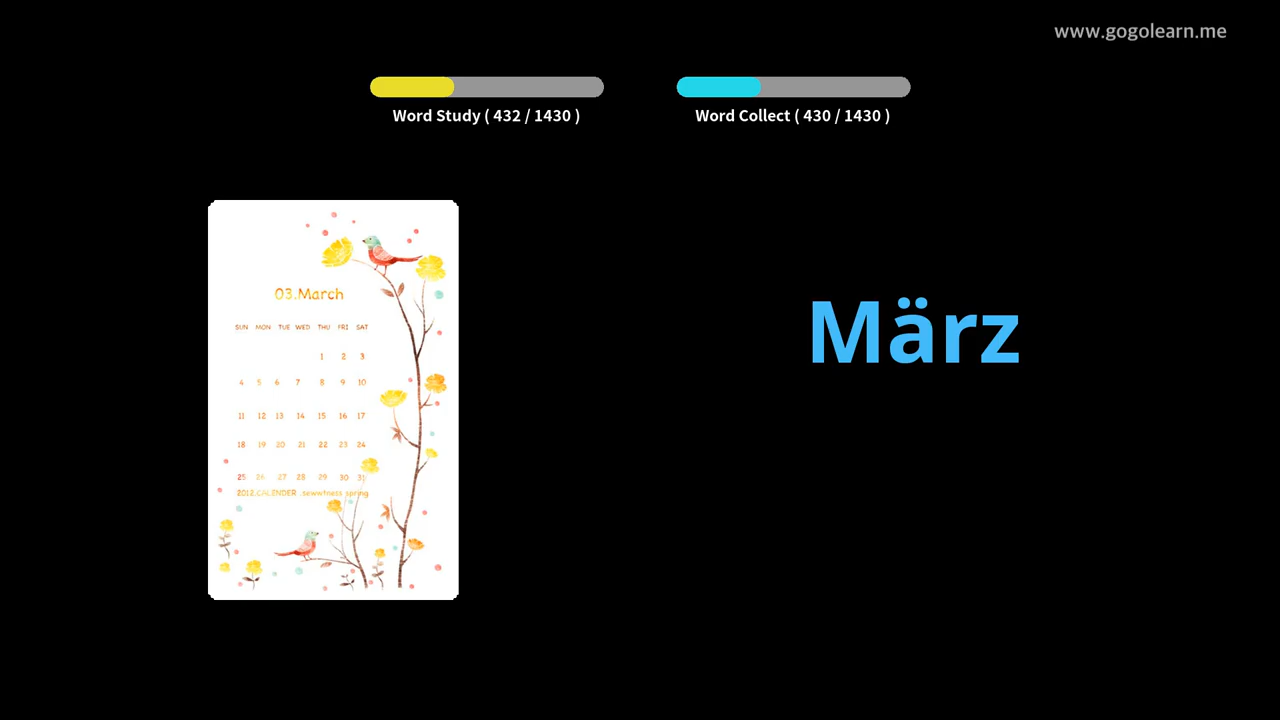 www.gogolearn.me
Word Study ( 432 / 1430 )
Word Collect ( 430 / 1430 )
03.March
SUN MON TUE WED THU FRI SAT
1 2 3
4 5 6 7 8 9 10
11 12 13 14 15 16 17
18 19 20 21 22 23 24
25 26 27 28 29 30 31
2012.CALENDER .sewwtness spring
März